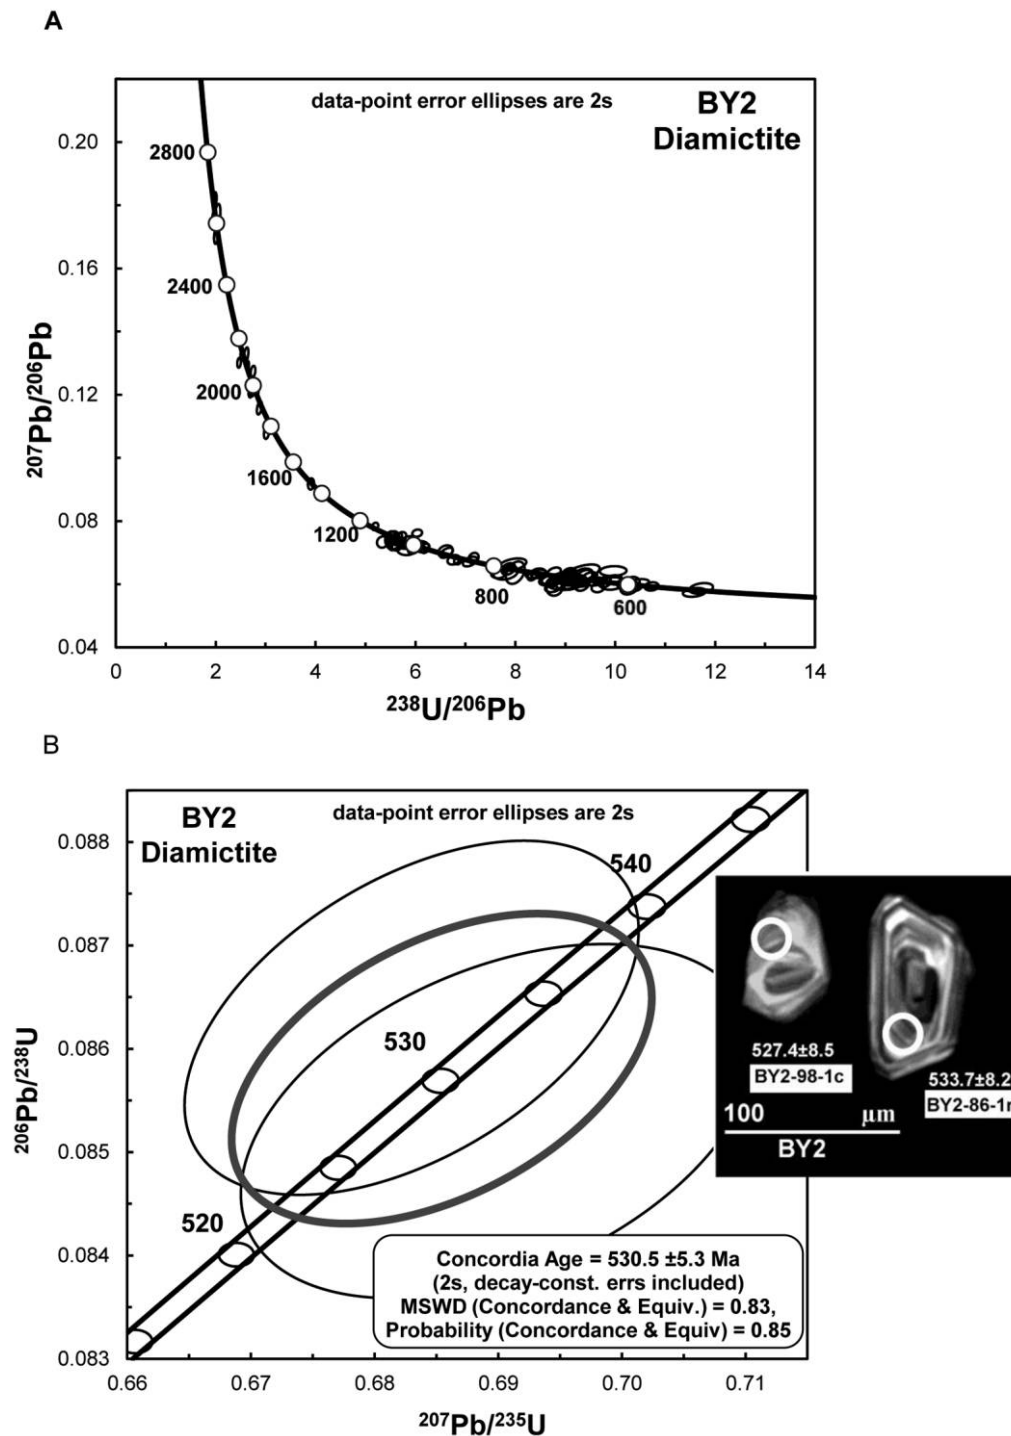 A
data-point error ellipses are 2s
BY2
Diamictite
0.20
0.16
0.12
0.08
0.04
2800
2400
2000
1600
1200
800
600
0 2 4 6 8 10 12 14
207Pb/206Pb
238U/206Pb
B
BY2
Diamictite
data-point error ellipses are 2s
0.088
0.087
0.086
0.085
0.084
0.083
540
530
520
206Pb/238U
527.4±8.5
BY2-98-1c
533.7±8.2
BY2-86-1r
100 µm
BY2
Concordia Age = 530.5 ±5.3 Ma
(2s, decay-const. errs included)
MSWD (Concordance & Equiv.) = 0.83,
Probability (Concordance & Equiv) = 0.85
0.66 0.67 0.68 0.69 0.70 0.71
207Pb/235U